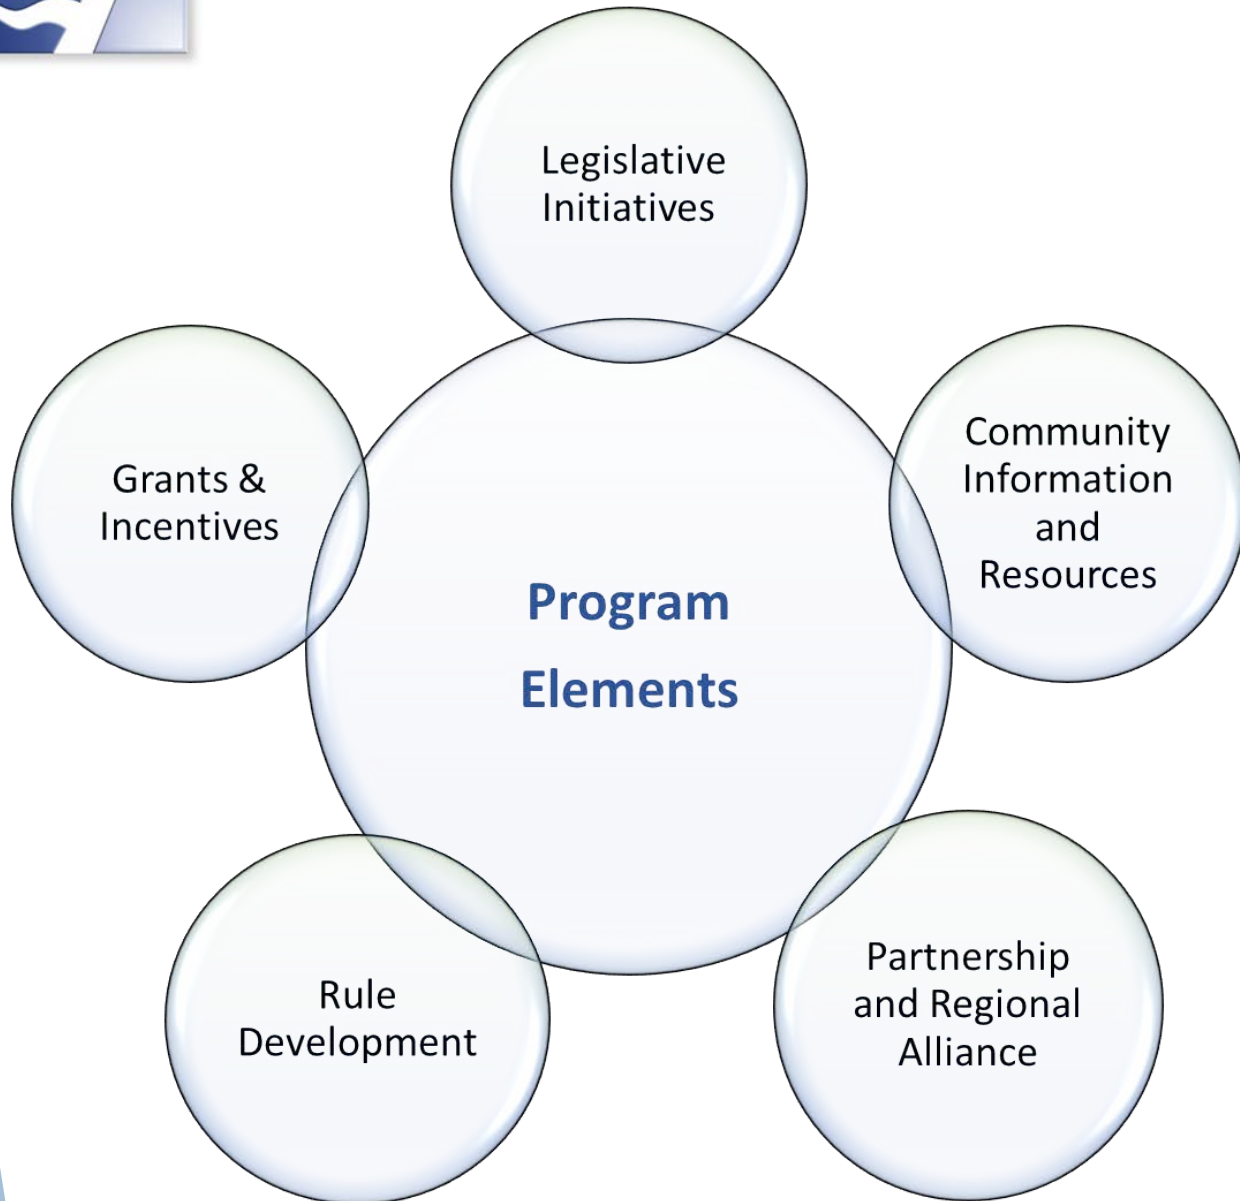 Legislative
Initiatives
Community
Information
and
Resources
Grants &
Incentives
Program
Elements
Partnership
and Regional
Alliance
Rule
Development